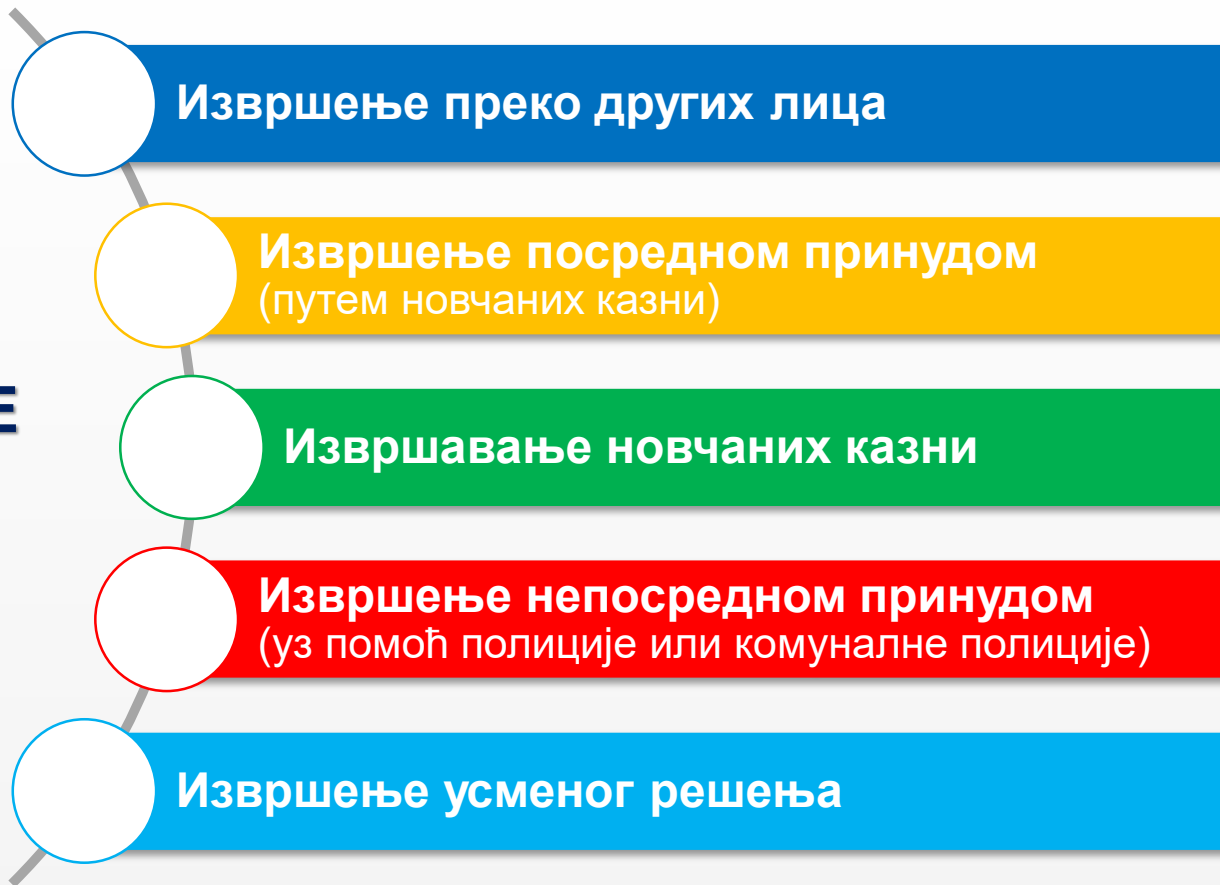 Извршење преко других лица
Извршење посредном принудом
(путем новчаних казни)
Е
Извршавање новчаних казни
Извршење непосредном принудом
(уз помоћ полиције или комуналне полиције)
Извршење усменог решења